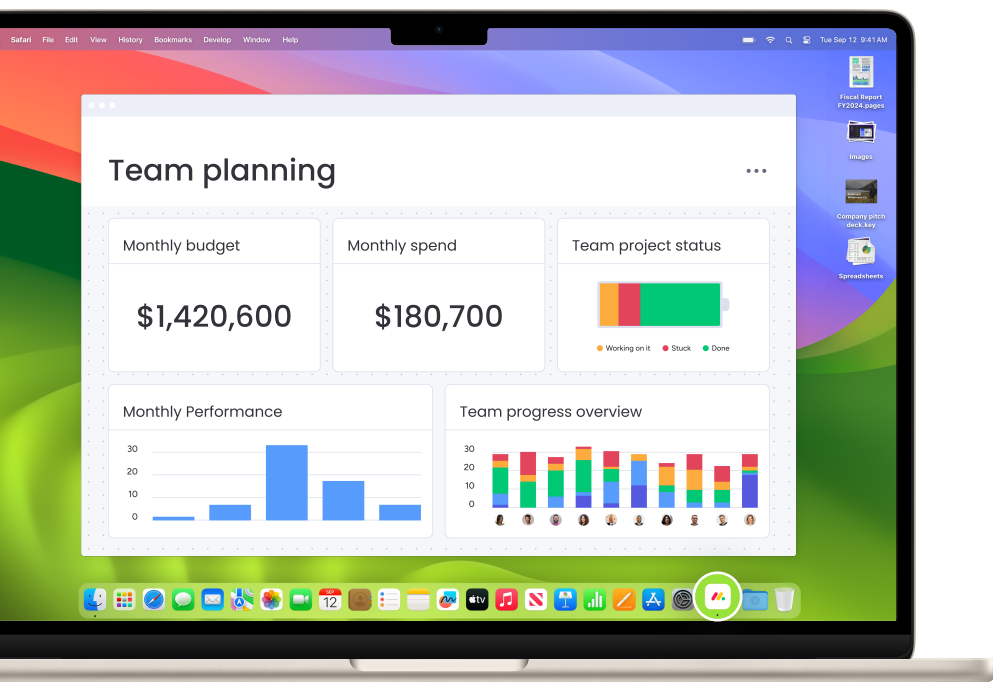 Safari File Edit View History Bookmarks Develop Window Help
Tue Sep 12 9:41 AM
Fiscal Report
FY2024.pages
Images
Company pitch
deck.key
Spreadsheets
Team planning
Monthly budget
$1,420,600
Monthly spend
$180,700
Team project status
Working on it Stuck Done
Monthly Performance
30
20
10
0
Team progress overview
30
20
10
0
SEP
12
tv